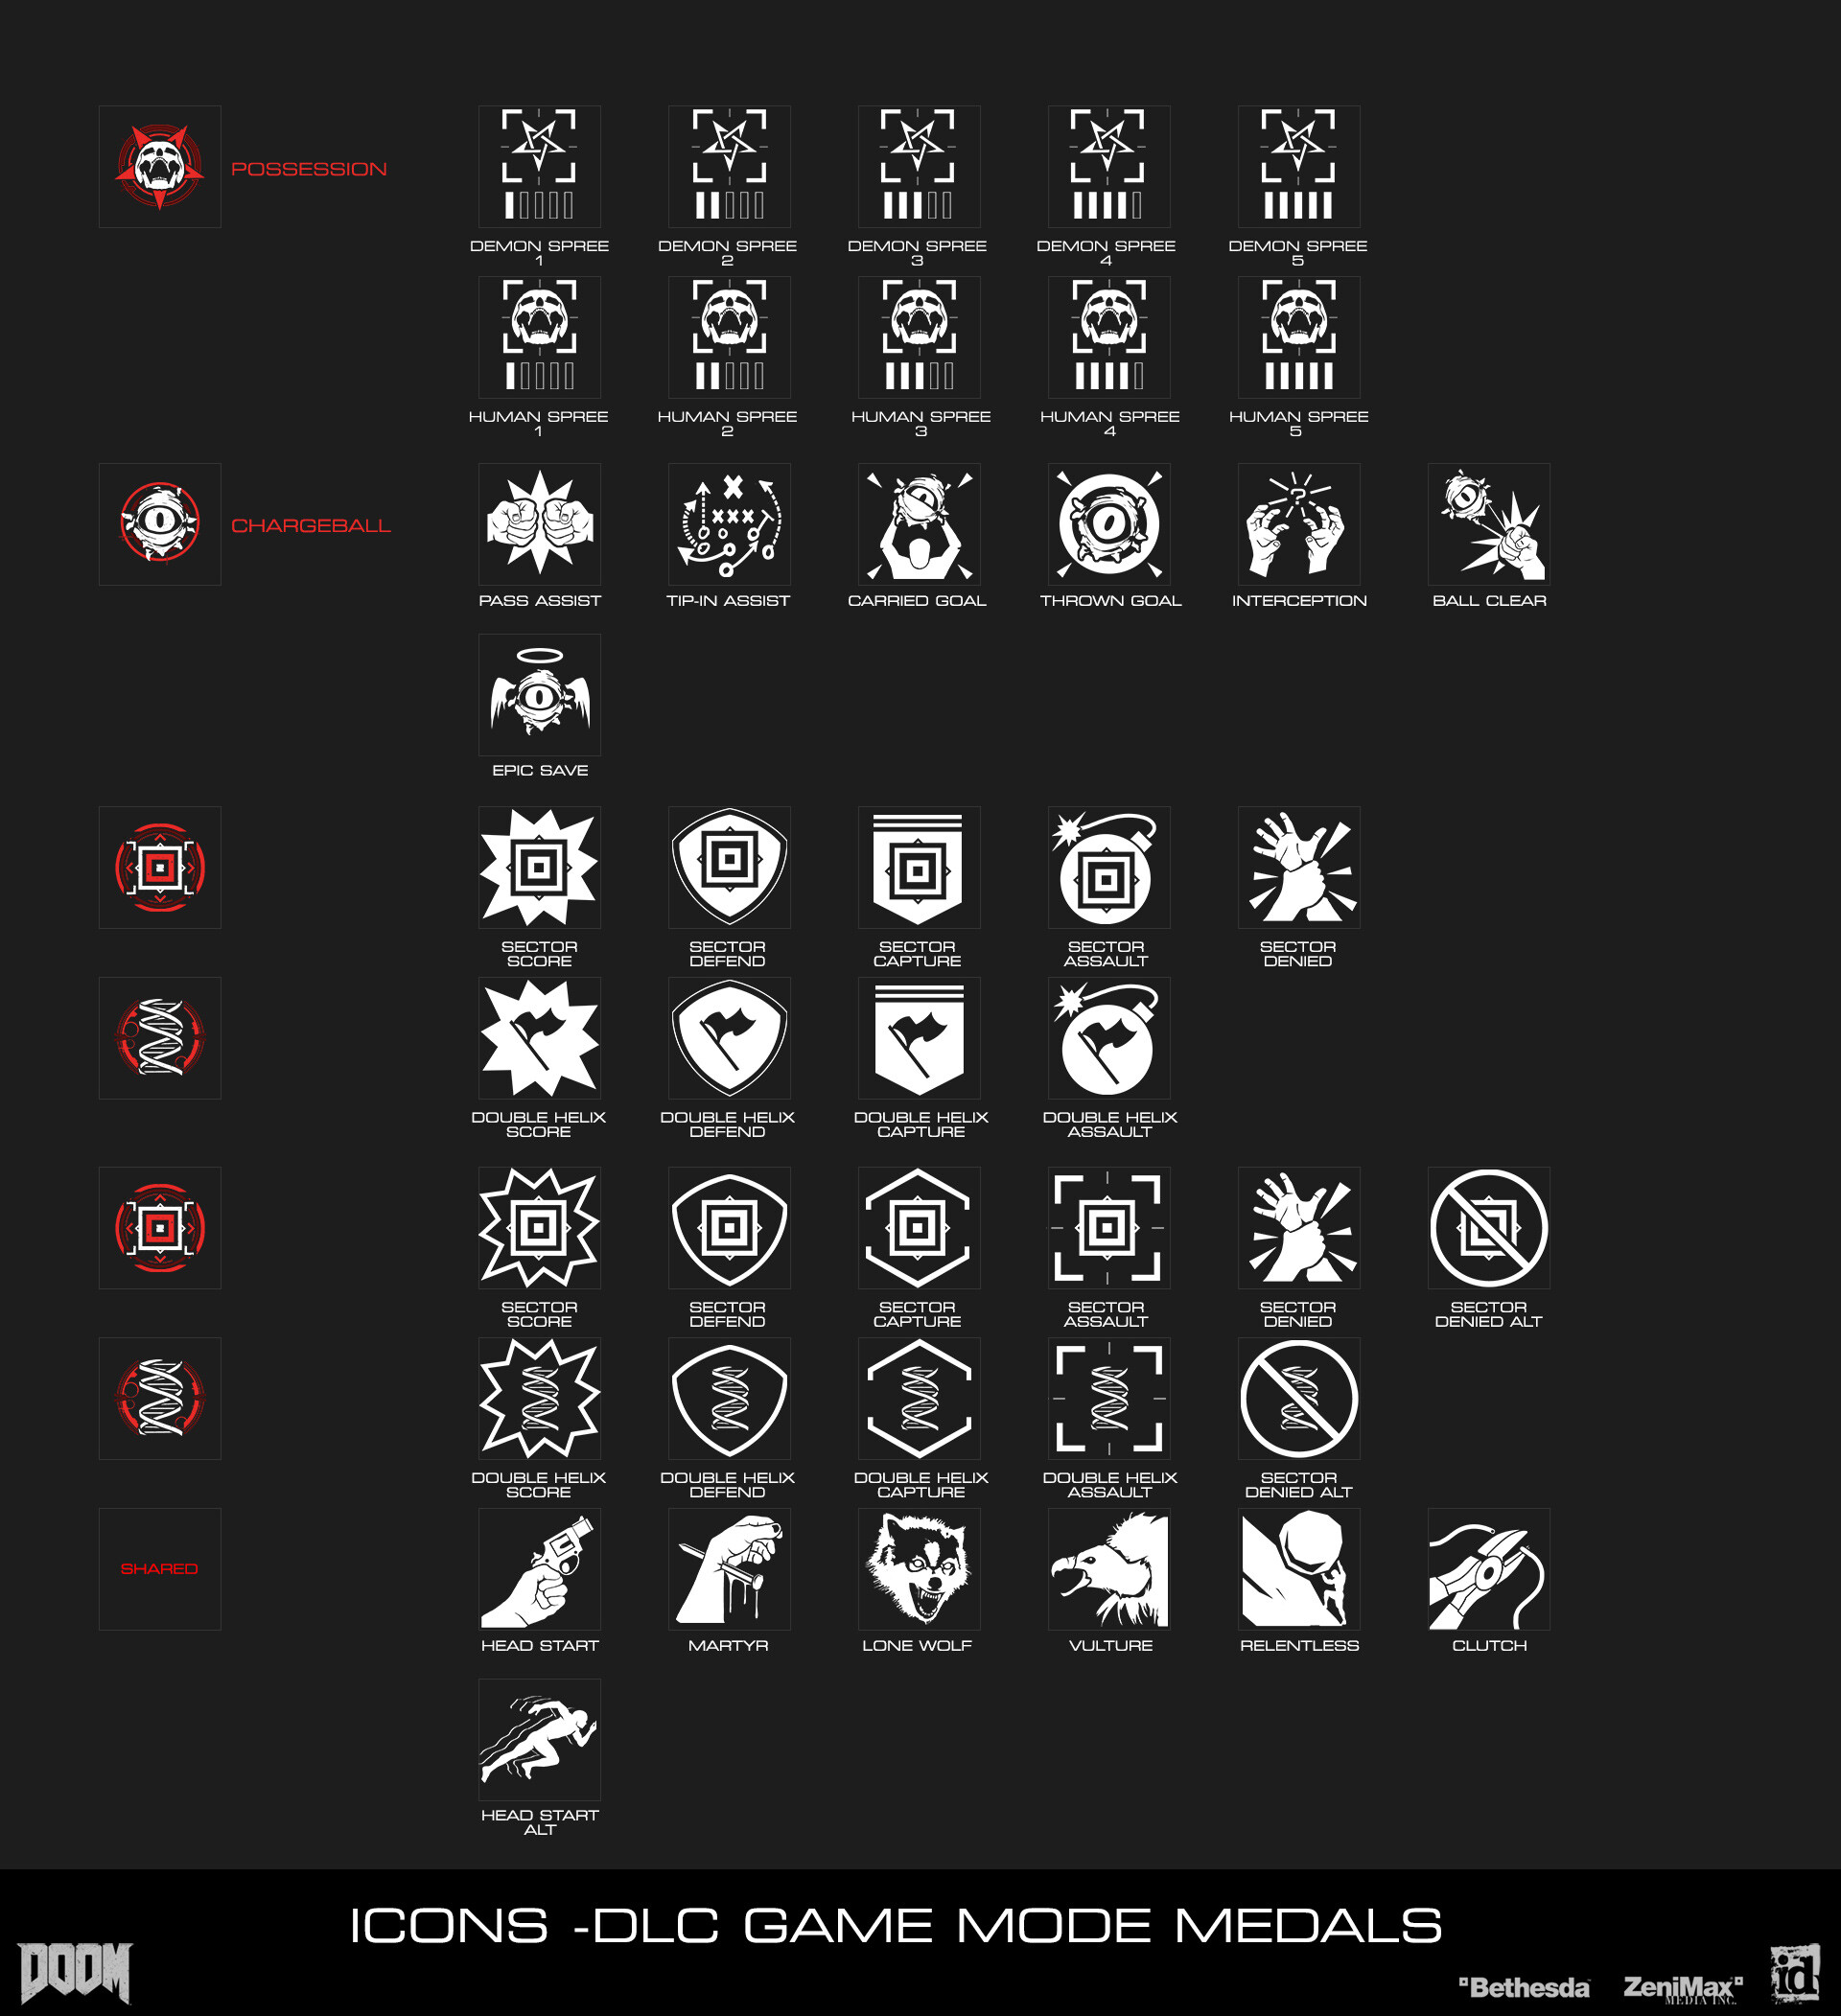 POSSESSION
DEMON SPREE
1
DEMON SPREE
2
DEMON SPREE
3
DEMON SPREE
4
DEMON SPREE
5
HUMAN SPREE
1
HUMAN SPREE
2
HUMAN SPREE
3
HUMAN SPREE
4
HUMAN SPREE
5
CHARGEBALL
?
PASS ASSIST
TIP-IN ASSIST
CARRIED GOAL
THROWN GOAL
INTERCEPTION
BALL CLEAR
EPIC SAVE
SECTOR
SCORE
SECTOR
DEFEND
SECTOR
CAPTURE
SECTOR
ASSAULT
SECTOR
DENIED
DOUBLE HELIX
SCORE
DOUBLE HELIX
DEFEND
DOUBLE HELIX
CAPTURE
DOUBLE HELIX
ASSAULT
SECTOR
SCORE
SECTOR
DEFEND
SECTOR
CAPTURE
SECTOR
ASSAULT
SECTOR
DENIED
SECTOR
DENIED ALT
DOUBLE HELIX
SCORE
DOUBLE HELIX
DEFEND
DOUBLE HELIX
CAPTURE
DOUBLE HELIX
ASSAULT
SECTOR
DENIED ALT
SHARED
HEAD START
MARTYR
LONE WOLF
VULTURE
RELENTLESS
CLUTCH
HEAD START
ALT
ICONS -DLC GAME MODE MEDALS
DOOM
Bethesda
ZeniMax
MEDIA INC.
id